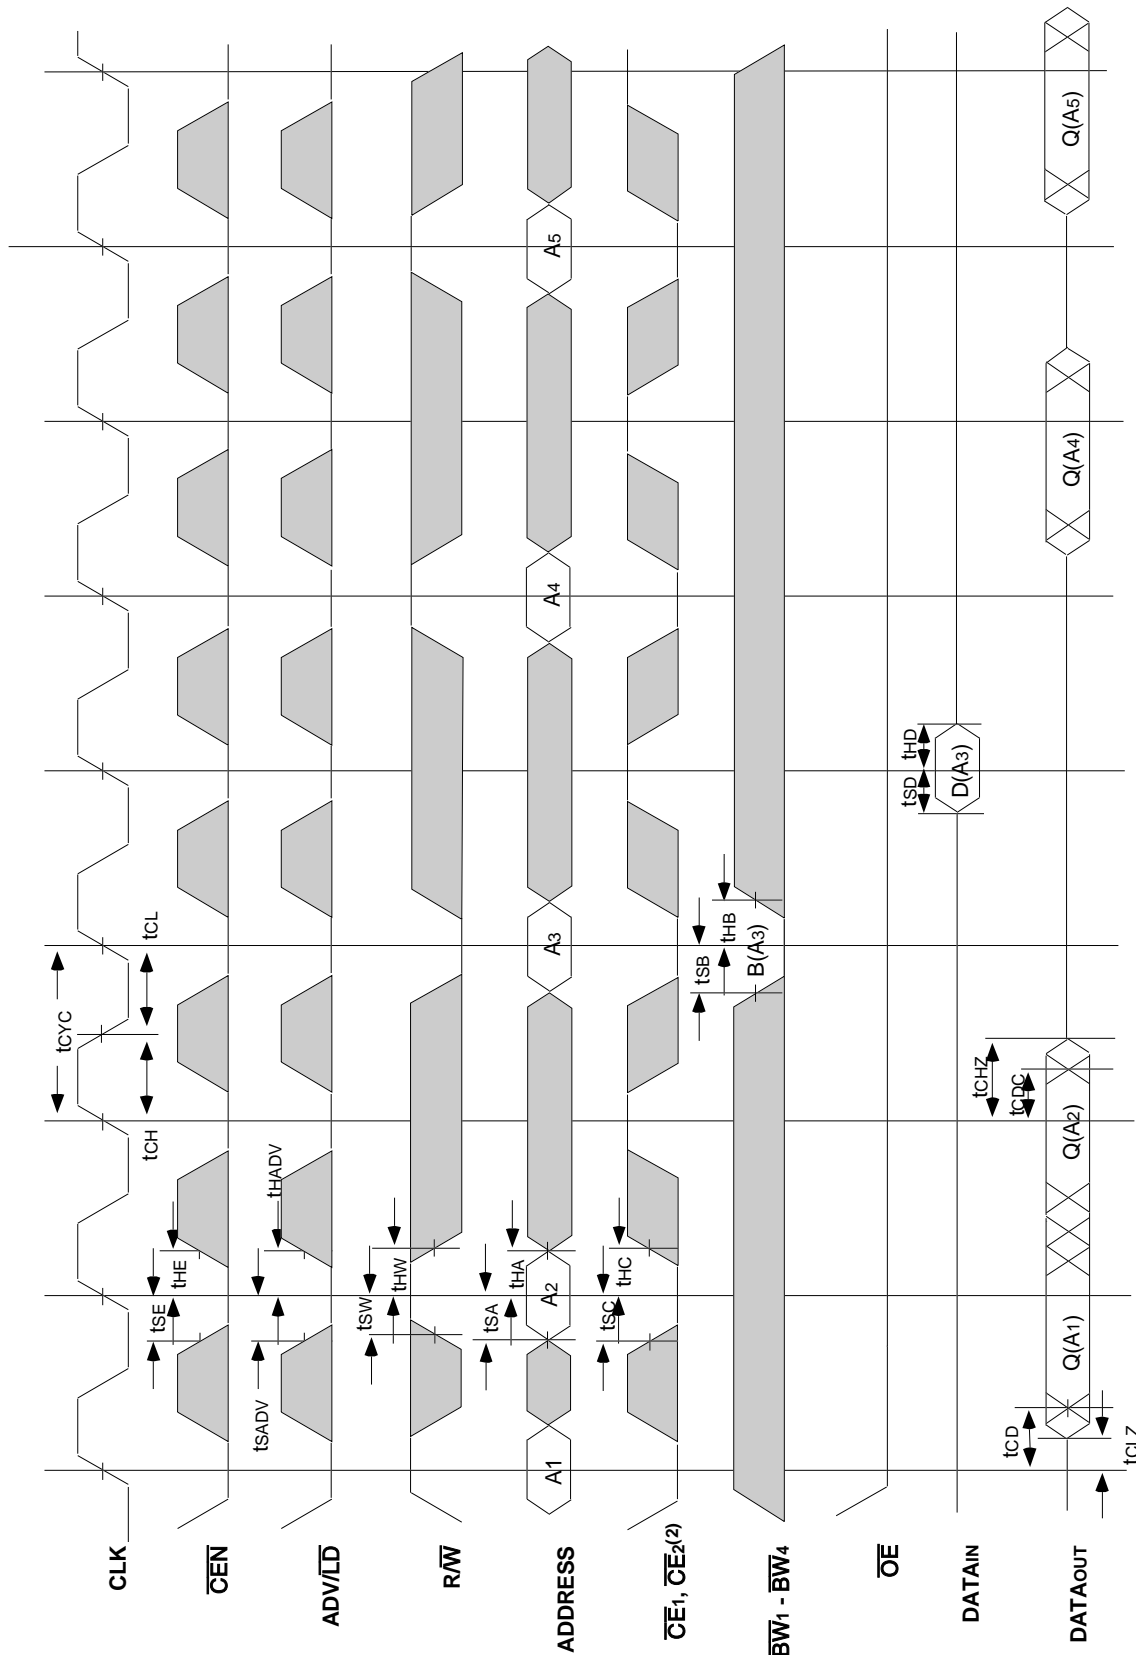 CLK
tCYC
tCH
tCL
CEN
tSE
tHE
ADV/LD
tSADV
tHADV
R/W
tSW
tHW
ADDRESS
A1
tSA
tHA
A2
A3
A4
A5
CE1, CE2(2)
tSC
tHC
BW1 - BW4
tSB
tHB
B(A3)
OE
DATAIN
tSD
tHD
D(A3)
DATAOUT
tCD
tCLZ
Q(A1)
tCHZ
tCDC
Q(A2)
Q(A4)
Q(A5)